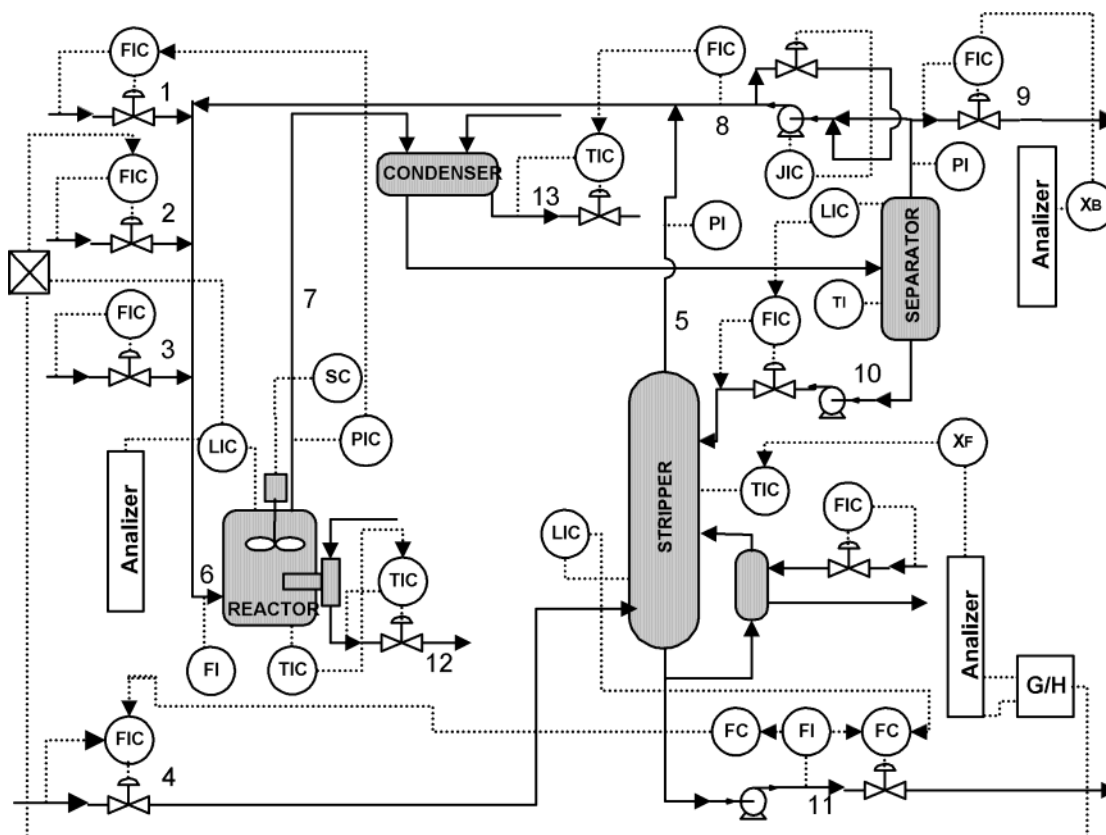 FIC
1
FIC
FIC
9
8
FIC
2
TIC
CONDENSER
13
JIC
PI
LIC
XB
Analizer
PI
SEPARATOR
TI
7
5
FIC
3
FIC
10
SC
LIC
PIC
XF
TIC
Analizer
STRIPPER
FIC
LIC
6
REACTOR
TIC
12
FI
TIC
Analizer
G/H
FIC
4
FC
FI
FC
11